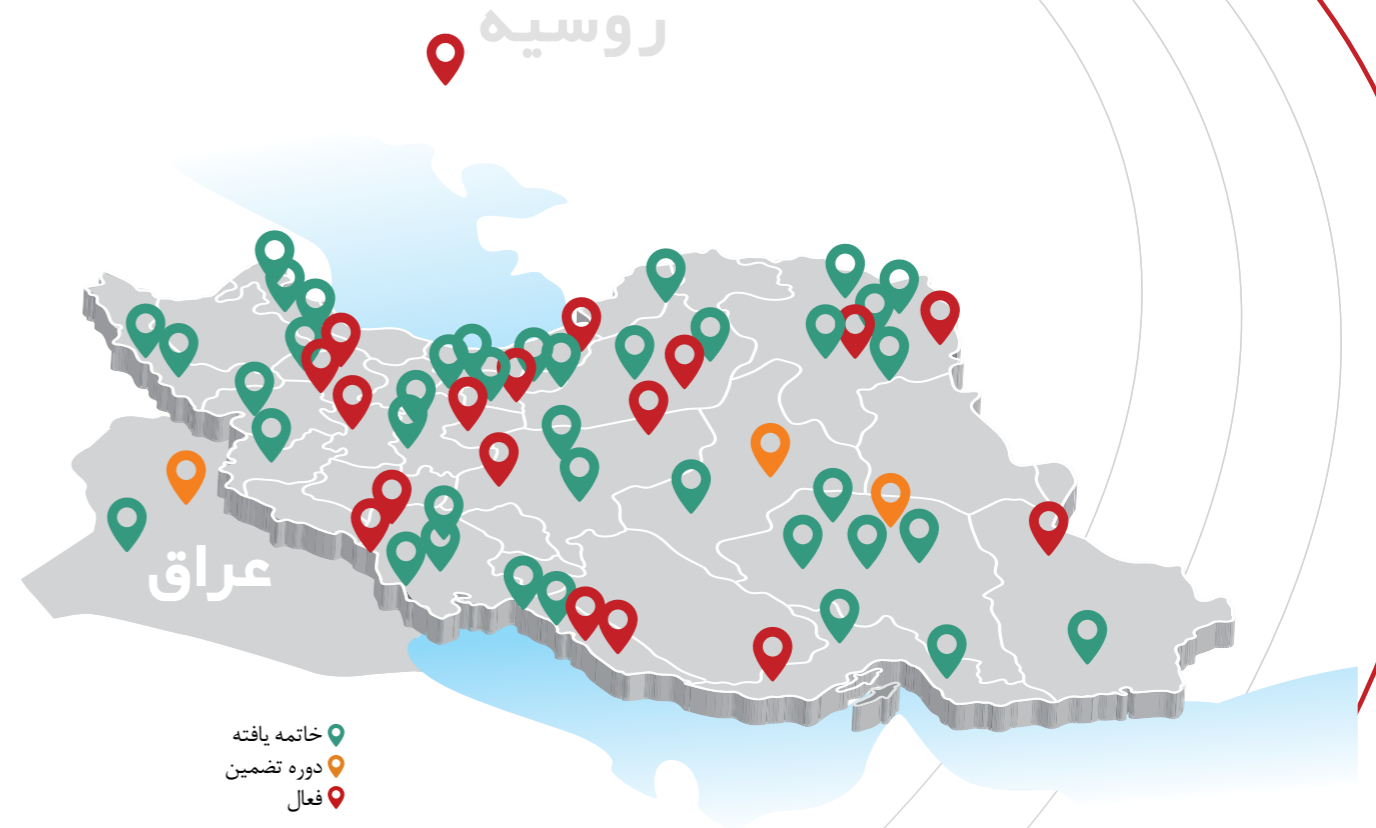 روسیه
عراق
خاتمه یافته
دوره تضمین
فعال